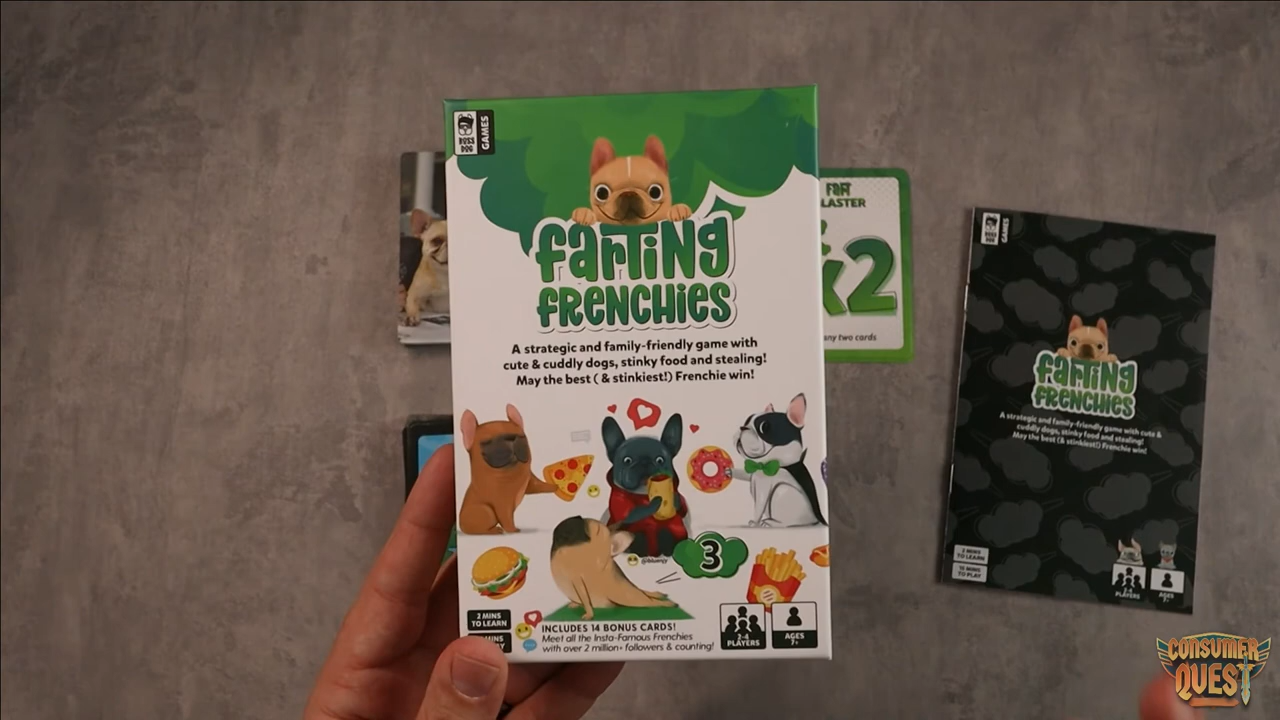 BOSS
DOG
GAMES
farting
frenchies
A strategic and family-friendly game with
cute & cuddly dogs, stinky food and stealing!
May the best ( & stinkiest!) Frenchie win!
3
2 MINS
TO LEARN
INCLUDES 14 BONUS CARDS!
Meet all the Insta-Famous Frenchies
with over 2 million+ followers & counting!
2-4
PLAYERS
AGES
7+
FART
LASTER
x2
any two cards
BOSS
DOG
GAMES
farting
frenchies
A strategic and family-friendly game with cute &
cuddly dogs, stinky food and stealing!
May the best (& stinkiest!) Frenchie win!
2 MINS
TO LEARN
15 MINS
TO PLAY
2-4
PLAYERS
AGES
7+
CONSUMER
QUEST